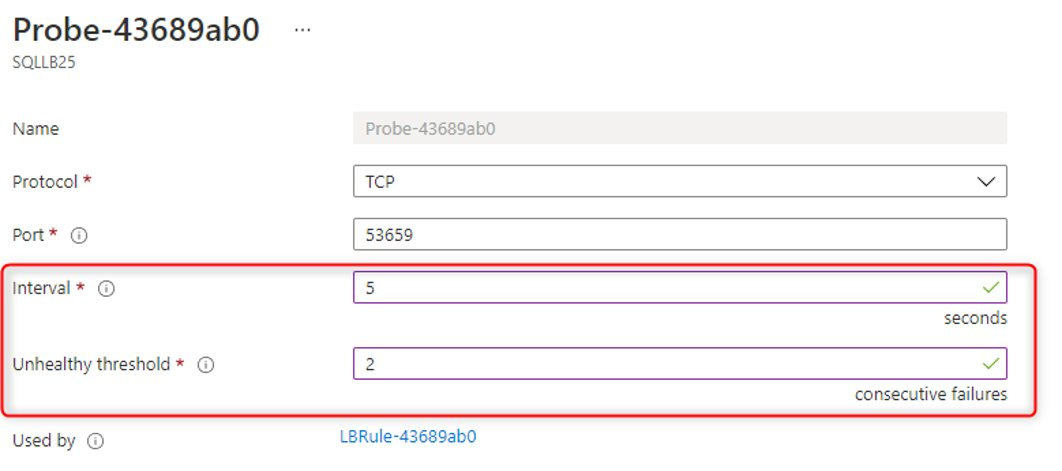 Probe-43689ab0 ...
SQLLB25
Name Probe-43689ab0
Protocol * TCP
Port * 53659
Interval * 5
seconds
Unhealthy threshold * 2
consecutive failures
Used by LBRule-43689ab0